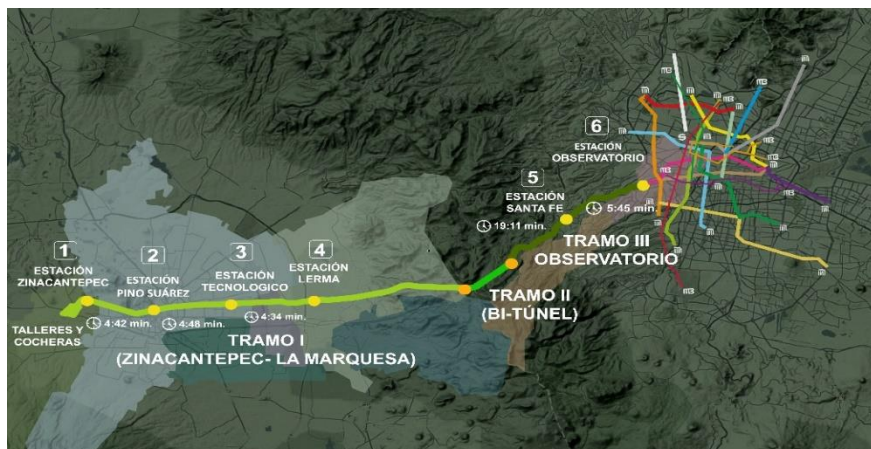 1
ESTACIÓN
ZINACANTEPEC
TALLERES Y
COCHERAS
4:42 min.
2
ESTACIÓN
PINO SUÁREZ
4:48 min.
3
ESTACIÓN
TECNOLOGICO
4:34 min.
4
ESTACIÓN
LERMA
TRAMO I
(ZINACANTEPEC- LA MARQUESA)
19:11 min.
5
ESTACIÓN
SANTA FE
TRAMO II
(BI-TÚNEL)
5:45 min.
6
ESTACIÓN
OBSERVATORIO
TRAMO III
OBSERVATORIO